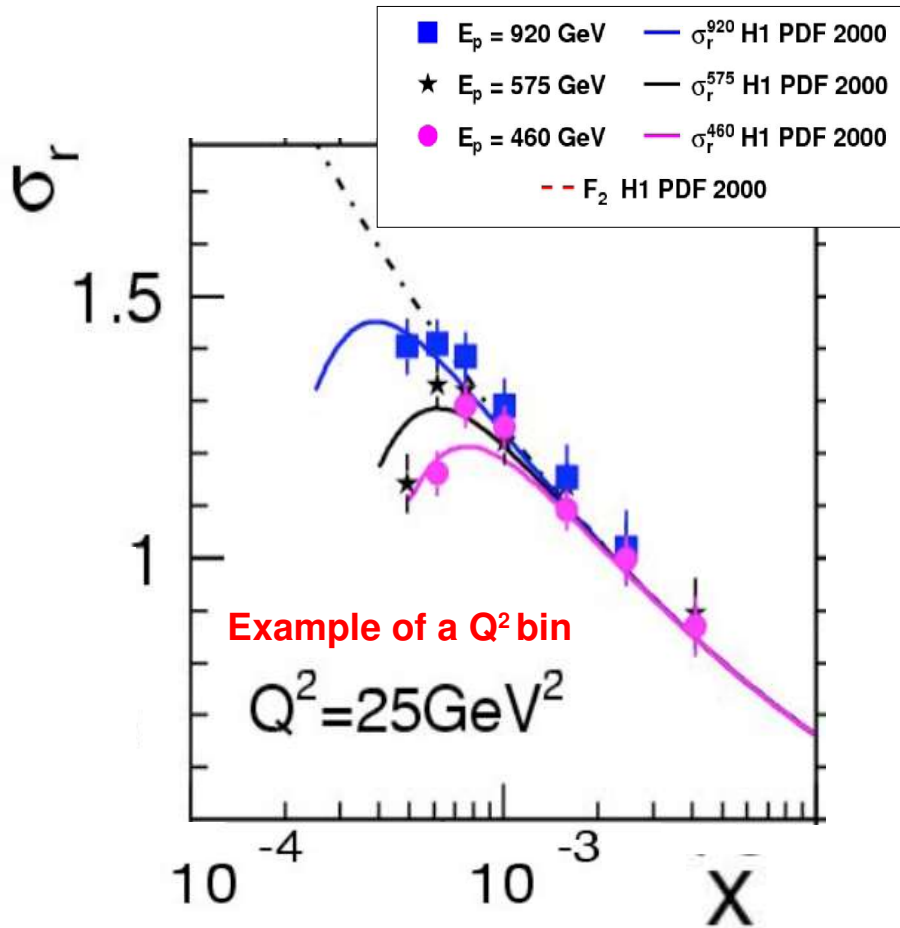 E_p = 920 GeV σ_r^920 H1 PDF 2000
E_p = 575 GeV σ_r^575 H1 PDF 2000
E_p = 460 GeV σ_r^460 H1 PDF 2000
F_2 H1 PDF 2000
σ_r
1.5
1
Example of a Q² bin
Q²=25GeV²
10^-4 10^-3
X